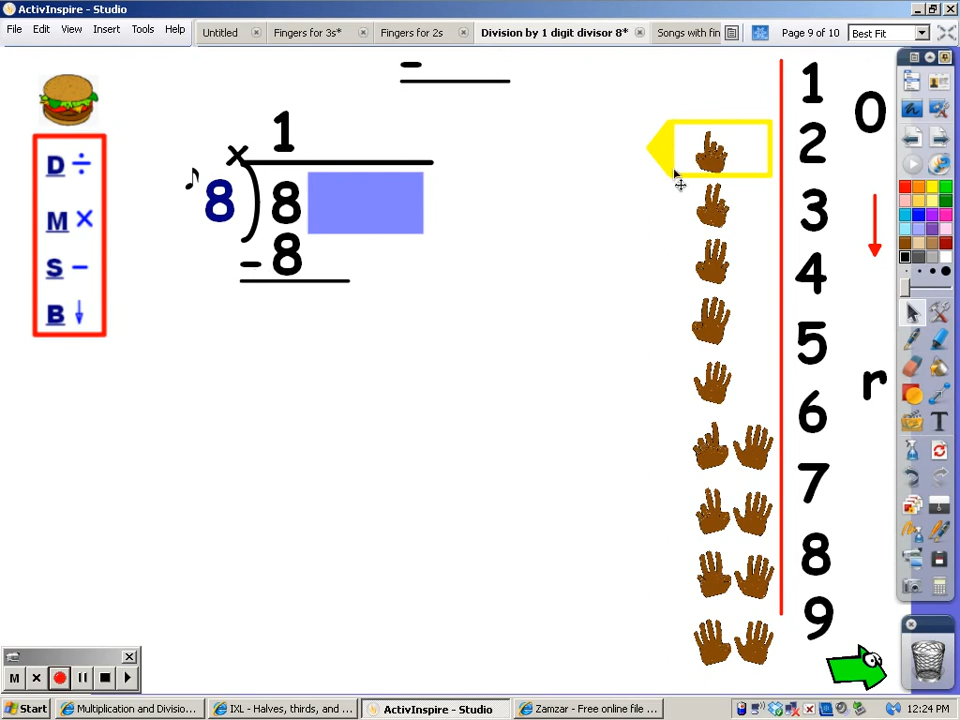 ActivInspire - Studio
File Edit View Insert Tools Help
Untitled
Fingers for 3s*
Fingers for 2s
Division by 1 digit divisor 8*
Songs with fin
Page 9 of 10
Best Fit
-
1
x
8 8
- 8
D ÷
M ×
S -
B ↓
1
2
3
4
5
6
7
8
9
0
r
T
M
Start
Multiplication and Divisio...
IXL - Halves, thirds, and ...
ActivInspire - Studio
Zamzar - Free online file ...
12:24 PM